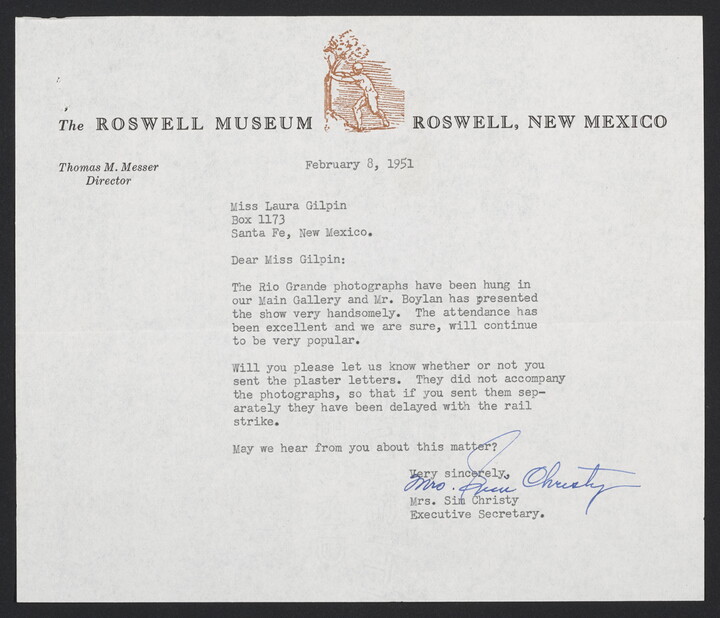 The ROSWELL MUSEUM ROSWELL, NEW MEXICO
Thomas M. Messer
Director
February 8, 1951
Miss Laura Gilpin
Box 1173
Santa Fe, New Mexico.
Dear Miss Gilpin:
The Rio Grande photographs have been hung in
our Main Gallery and Mr. Boylan has presented
the show very handsomely. The attendance has
been excellent and we are sure, will continue
to be very popular.
Will you please let us know whether or not you
sent the plaster letters. They did not accompany
the photographs, so that if you sent them sep-
arately they have been delayed with the rail
strike.
May we hear from you about this matter?
Very sincerely,
Mrs. Sim Christy
Mrs. Sim Christy
Executive Secretary.